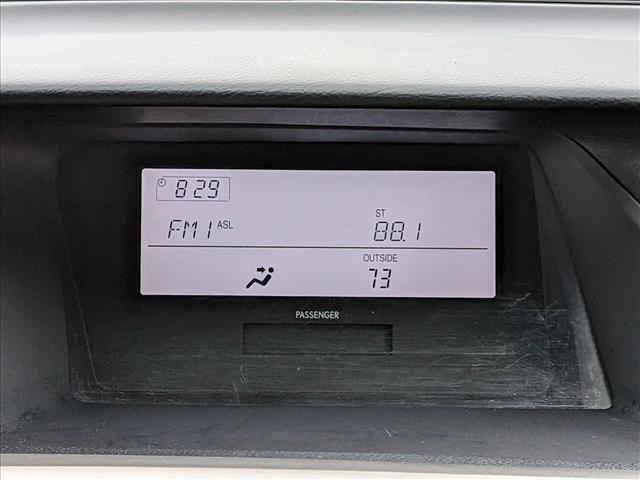 8 29
FM1 ASL ST 88.1
OUTSIDE
73
PASSENGER